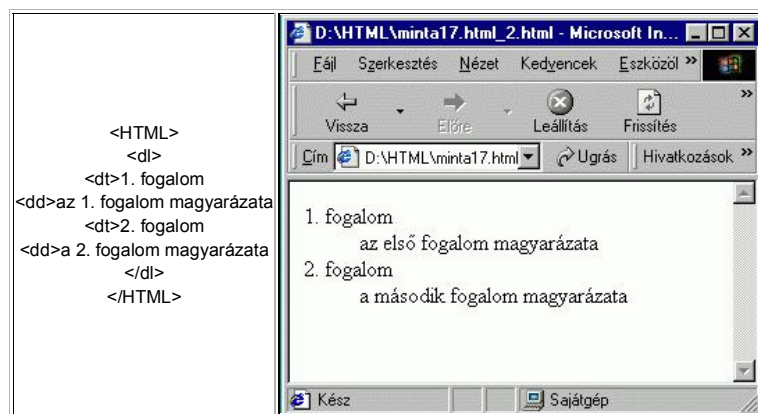 <HTML>
<dl>
<dt>1. fogalom
<dd>az 1. fogalom magyarázata
<dt>2. fogalom
<dd>a 2. fogalom magyarázata
</dl>
</HTML>
D:\HTML\minta17.html_2.html - Microsoft In...
Fájl Szerkesztés Nézet Kedvencek Eszközöl »
Vissza Előre Leállítás Frissítés »
Cím D:\HTML\minta17.html Ugrás Hivatkozások »
1. fogalom
az első fogalom magyarázata
2. fogalom
a második fogalom magyarázata
Kész Sajátgép